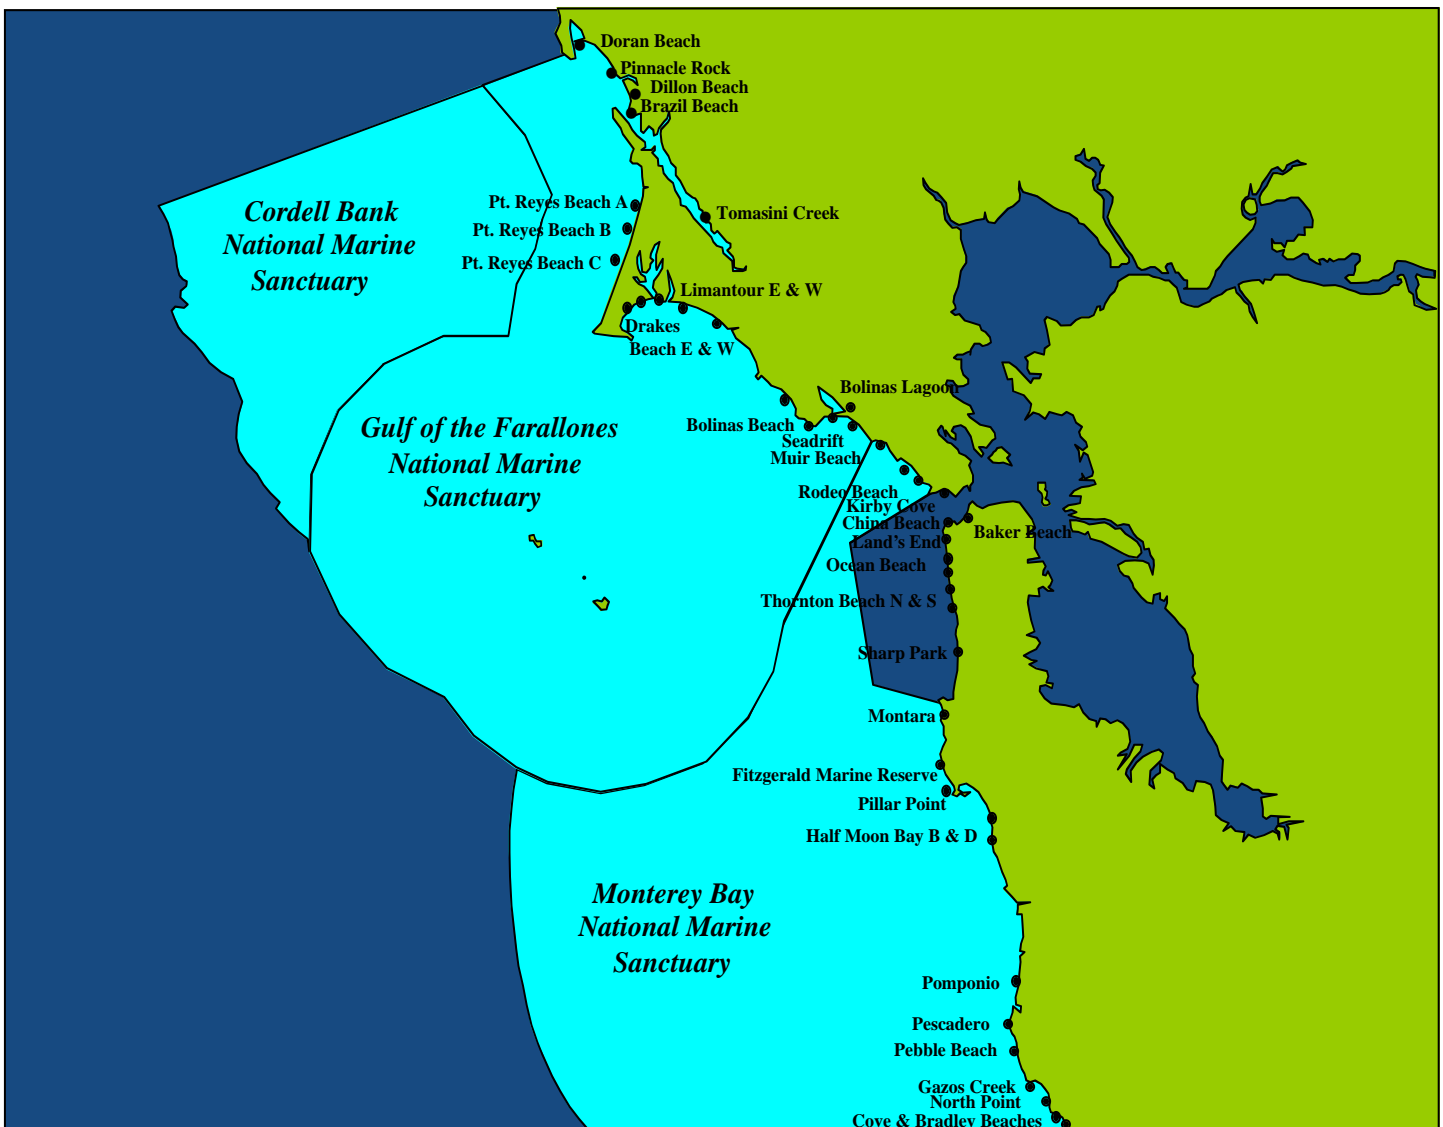 Doran Beach
Pinnacle Rock
Dillon Beach
Brazil Beach
Pt. Reyes Beach A
Tomasini Creek
Pt. Reyes Beach B
Pt. Reyes Beach C
Cordell Bank
National Marine
Sanctuary
Limantour E & W
Drakes
Beach E & W
Bolinas Lagoon
Bolinas Beach
Seadrift
Muir Beach
Gulf of the Farallones
National Marine
Sanctuary
Rodeo Beach
Kirby Cove
China Beach
Baker Beach
Land's End
Ocean Beach
Thornton Beach N & S
Sharp Park
Montara
Fitzgerald Marine Reserve
Pillar Point
Half Moon Bay B & D
Monterey Bay
National Marine
Sanctuary
Pomponio
Pescadero
Pebble Beach
Gazos Creek
North Point
Cove & Bradley Beaches